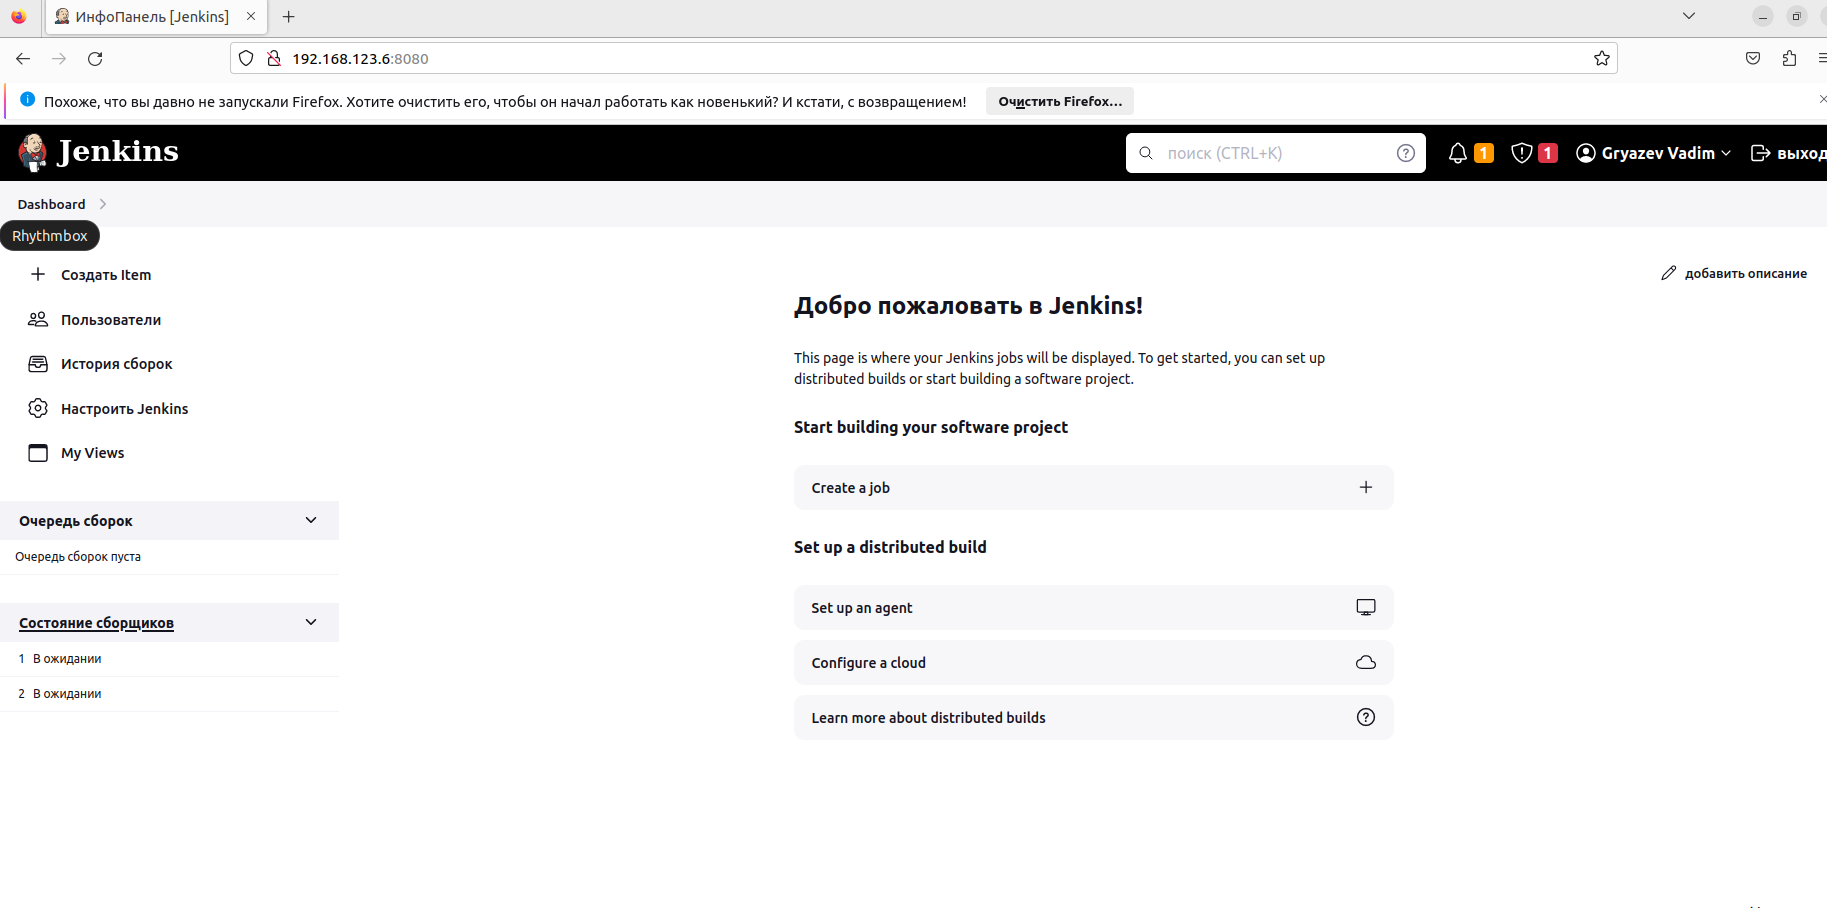 ИнфоПанель [Jenkins]
192.168.123.6:8080
Похоже, что вы давно не запускали Firefox. Хотите очистить его, чтобы он начал работать как новенький? И кстати, с возвращением! Очистить Firefox...
Jenkins
поиск (CTRL+K)
1
1
Gryazev Vadim
выход
Dashboard
Rhythmbox
Создать Item
Пользователи
История сборок
Настроить Jenkins
My Views
Очередь сборок
Очередь сборок пуста
Состояние сборщиков
1 В ожидании
2 В ожидании
добавить описание
Добро пожаловать в Jenkins!
This page is where your Jenkins jobs will be displayed. To get started, you can set up
distributed builds or start building a software project.
Start building your software project
Create a job
Set up a distributed build
Set up an agent
Configure a cloud
Learn more about distributed builds